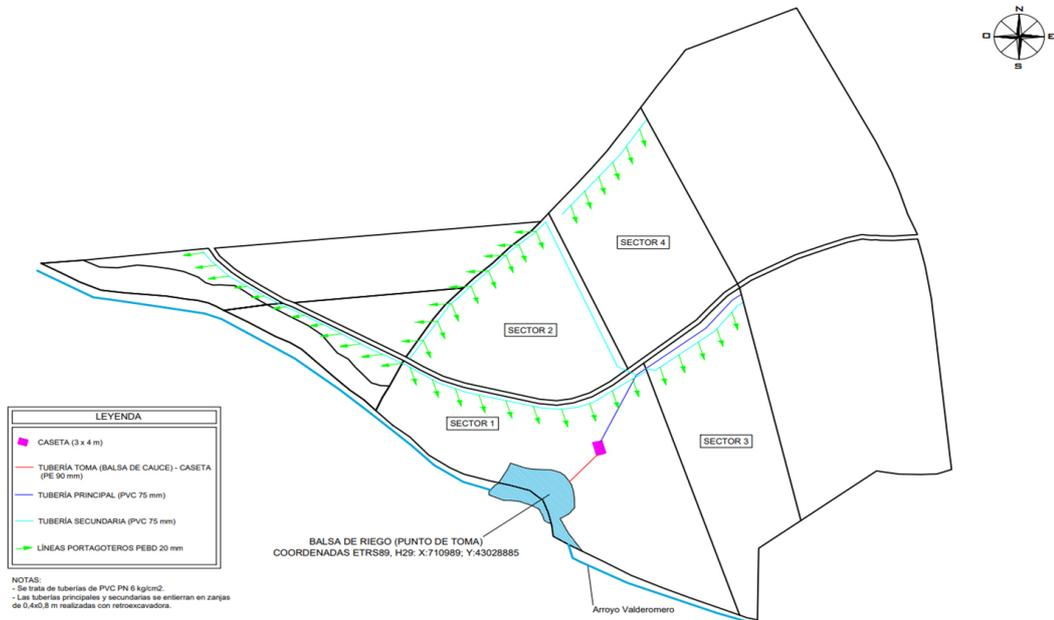 N
O E
S
SECTOR 4
SECTOR 2
SECTOR 1
SECTOR 3
LEYENDA
CASETA (3 x 4 m)
TUBERÍA TOMA (BALSA DE CAUCE) - CASETA
(PE 90 mm)
TUBERÍA PRINCIPAL (PVC 75 mm)
TUBERÍA SECUNDARIA (PVC 75 mm)
LÍNEAS PORTAGOTEROS PEBD 20 mm
BALSA DE RIEGO (PUNTO DE TOMA)
COORDENADAS ETRS89, H29: X:710989; Y:43028885
NOTAS:
- Se trata de tuberías de PVC PN 6 kg/cm2.
- Las tuberías principales y secundarias se entierran en zanjas
de 0,4x0,8 m realizadas con retroexcavadora.
Arroyo Valderomero